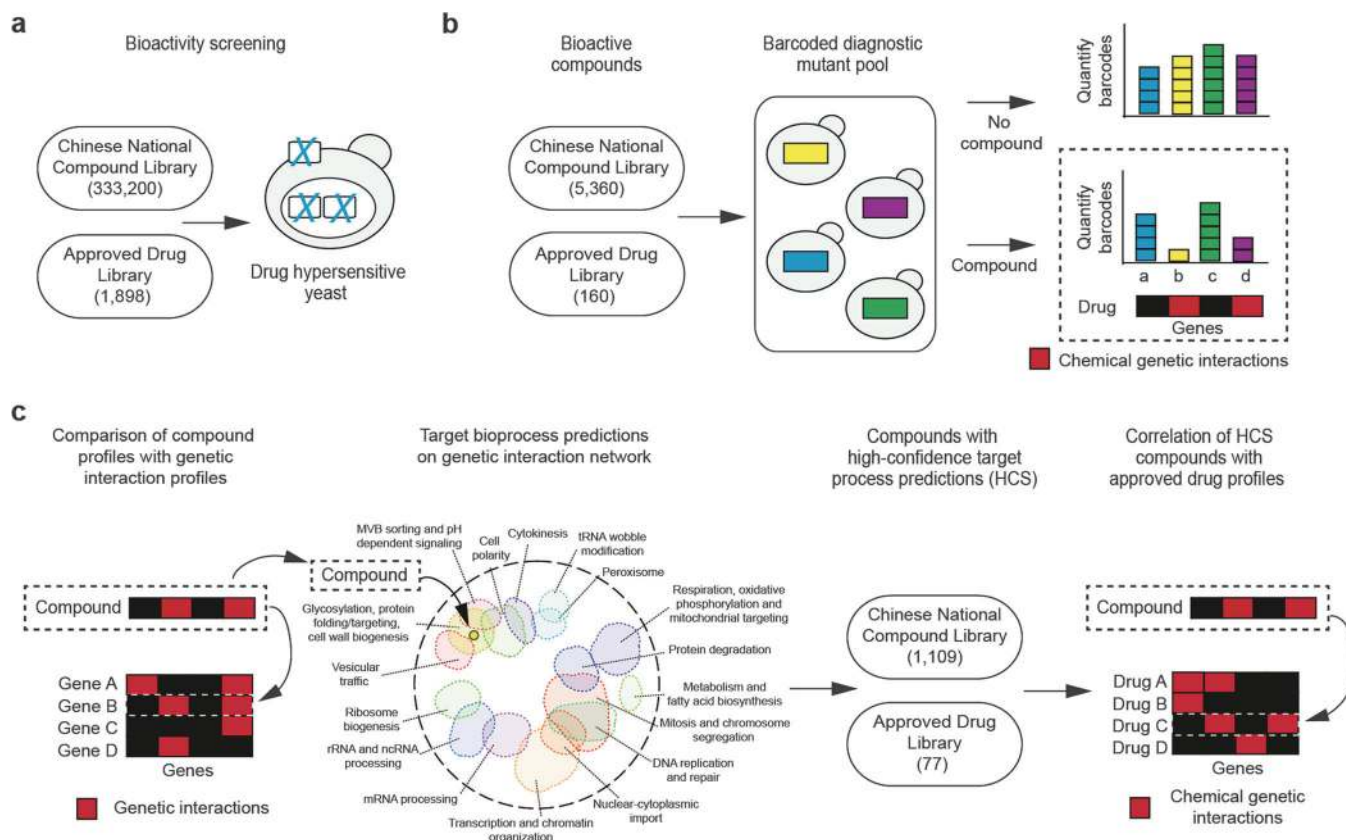 a
Bioactivity screening
Chinese National
Compound Library
(333,200)
Approved Drug
Library
(1,898)
Drug hypersensitive
yeast
b
Bioactive
compounds
Barcoded diagnostic
mutant pool
Chinese National
Compound Library
(5,360)
Approved Drug
Library
(160)
No
compound
Compound
Quantify
barcodes
Quantify
barcodes
a b c d
Drug
Genes
Chemical genetic interactions
c
Comparison of compound
profiles with genetic
interaction profiles
Compound
Gene A
Gene B
Gene C
Gene D
Genes
Genetic interactions
Target bioprocess predictions
on genetic interaction network
Compound
MVB sorting and pH
dependent signaling
Cell
polarity
Cytokinesis
tRNA wobble
modification
Peroxisome
Respiration, oxidative
phosphorylation and
mitochondrial targeting
Glycosylation, protein
folding/targeting,
cell wall biogenesis
Protein degradation
Vesicular
traffic
Metabolism and
fatty acid biosynthesis
Ribosome
biogenesis
Mitosis and chromosome
segregation
rRNA and ncRNA
processing
DNA replication
and repair
mRNA processing
Nuclear-cytoplasmic
import
Transcription and chromatin
organization
Compounds with
high-confidence target
process predictions (HCS)
Chinese National
Compound Library
(1,109)
Approved Drug
Library
(77)
Correlation of HCS
compounds with
approved drug profiles
Compound
Drug A
Drug B
Drug C
Drug D
Genes
Chemical genetic
interactions